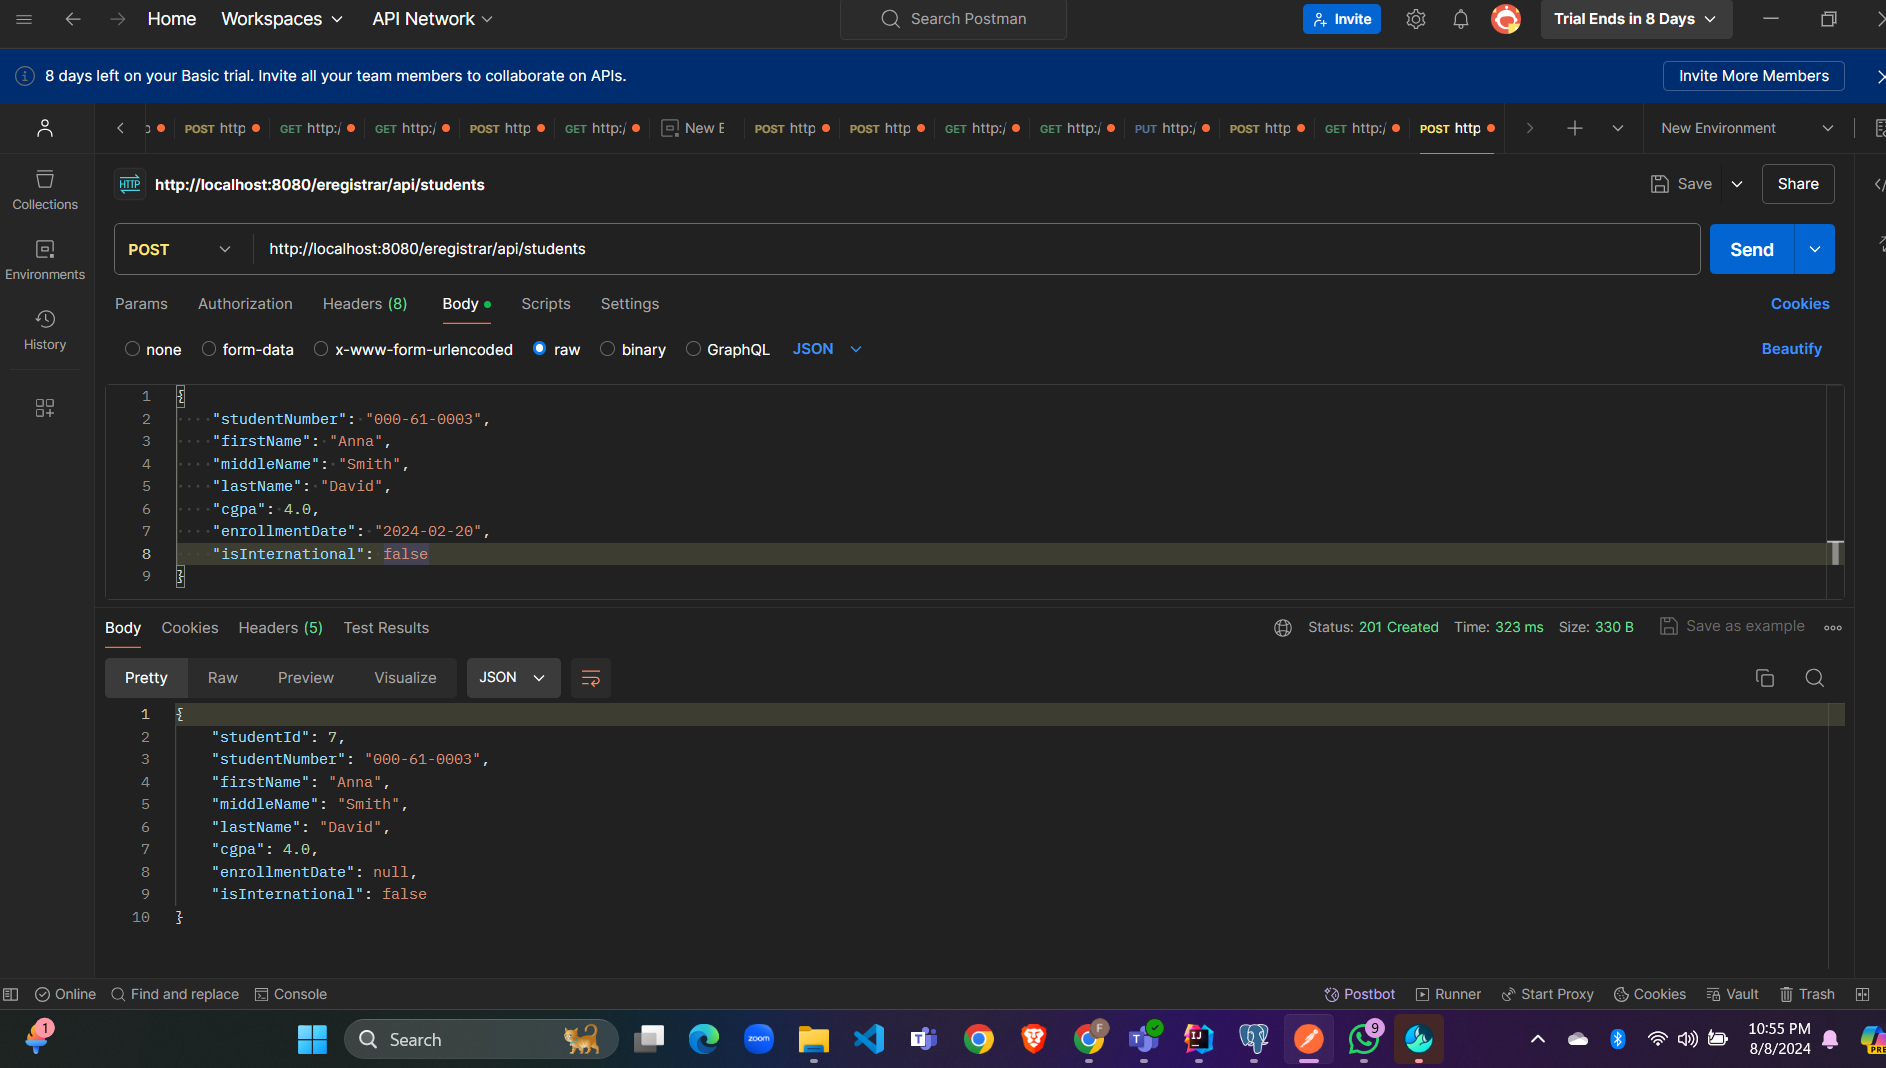 Home Workspaces API Network Search Postman Invite Trial Ends in 8 Days
8 days left on your Basic trial. Invite all your team members to collaborate on APIs. Invite More Members
POST http GET http:/ GET http:/ POST http GET http:/ New E POST http POST http GET http:/ GET http:/ PUT http:/ POST http GET http:/ POST http New Environment
HTTP http://localhost:8080/eregistrar/api/students Save Share
Collections
Environments
History
POST http://localhost:8080/eregistrar/api/students Send
Params Authorization Headers (8) Body Scripts Settings Cookies
none form-data x-www-form-urlencoded raw binary GraphQL JSON Beautify
1 {
2 "studentNumber": "000-61-0003",
3 "firstName": "Anna",
4 "middleName": "Smith",
5 "lastName": "David",
6 "cgpa": 4.0,
7 "enrollmentDate": "2024-02-20",
8 "isInternational": false
9 }
Body Cookies Headers (5) Test Results Status: 201 Created Time: 323 ms Size: 330 B Save as example
Pretty Raw Preview Visualize JSON
1 {
2 "studentId": 7,
3 "studentNumber": "000-61-0003",
4 "firstName": "Anna",
5 "middleName": "Smith",
6 "lastName": "David",
7 "cgpa": 4.0,
8 "enrollmentDate": null,
9 "isInternational": false
10 }
Online Find and replace Console Postbot Runner Start Proxy Cookies Vault Trash
1 Search zoom T F T IJ 9 10:55 PM
8/8/2024 PRE